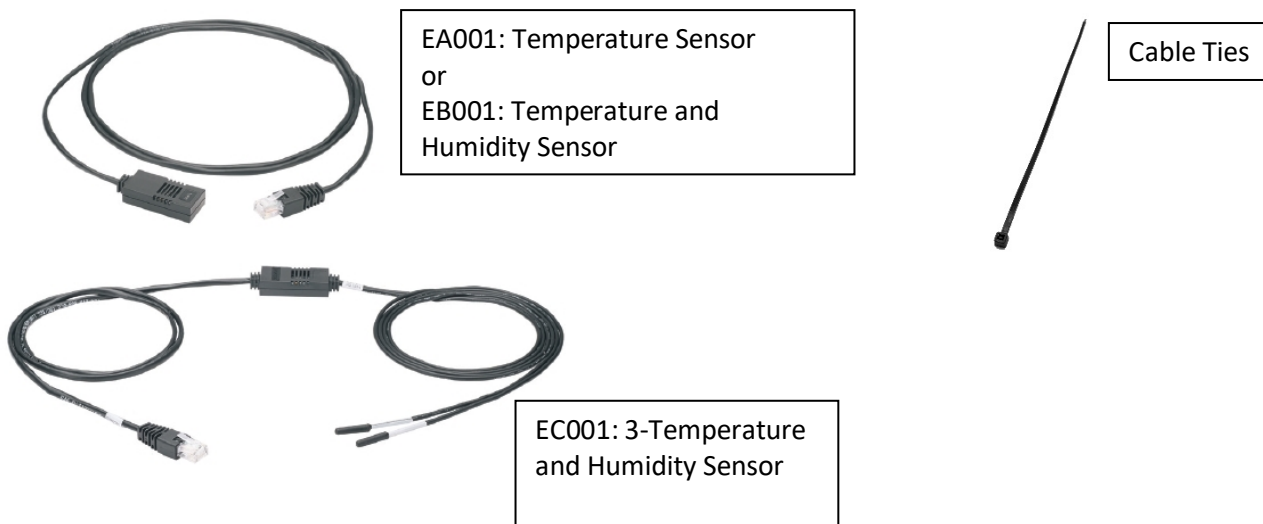 EA001: Temperature Sensor
or
EB001: Temperature and
Humidity Sensor
Cable Ties
EC001: 3-Temperature
and Humidity Sensor